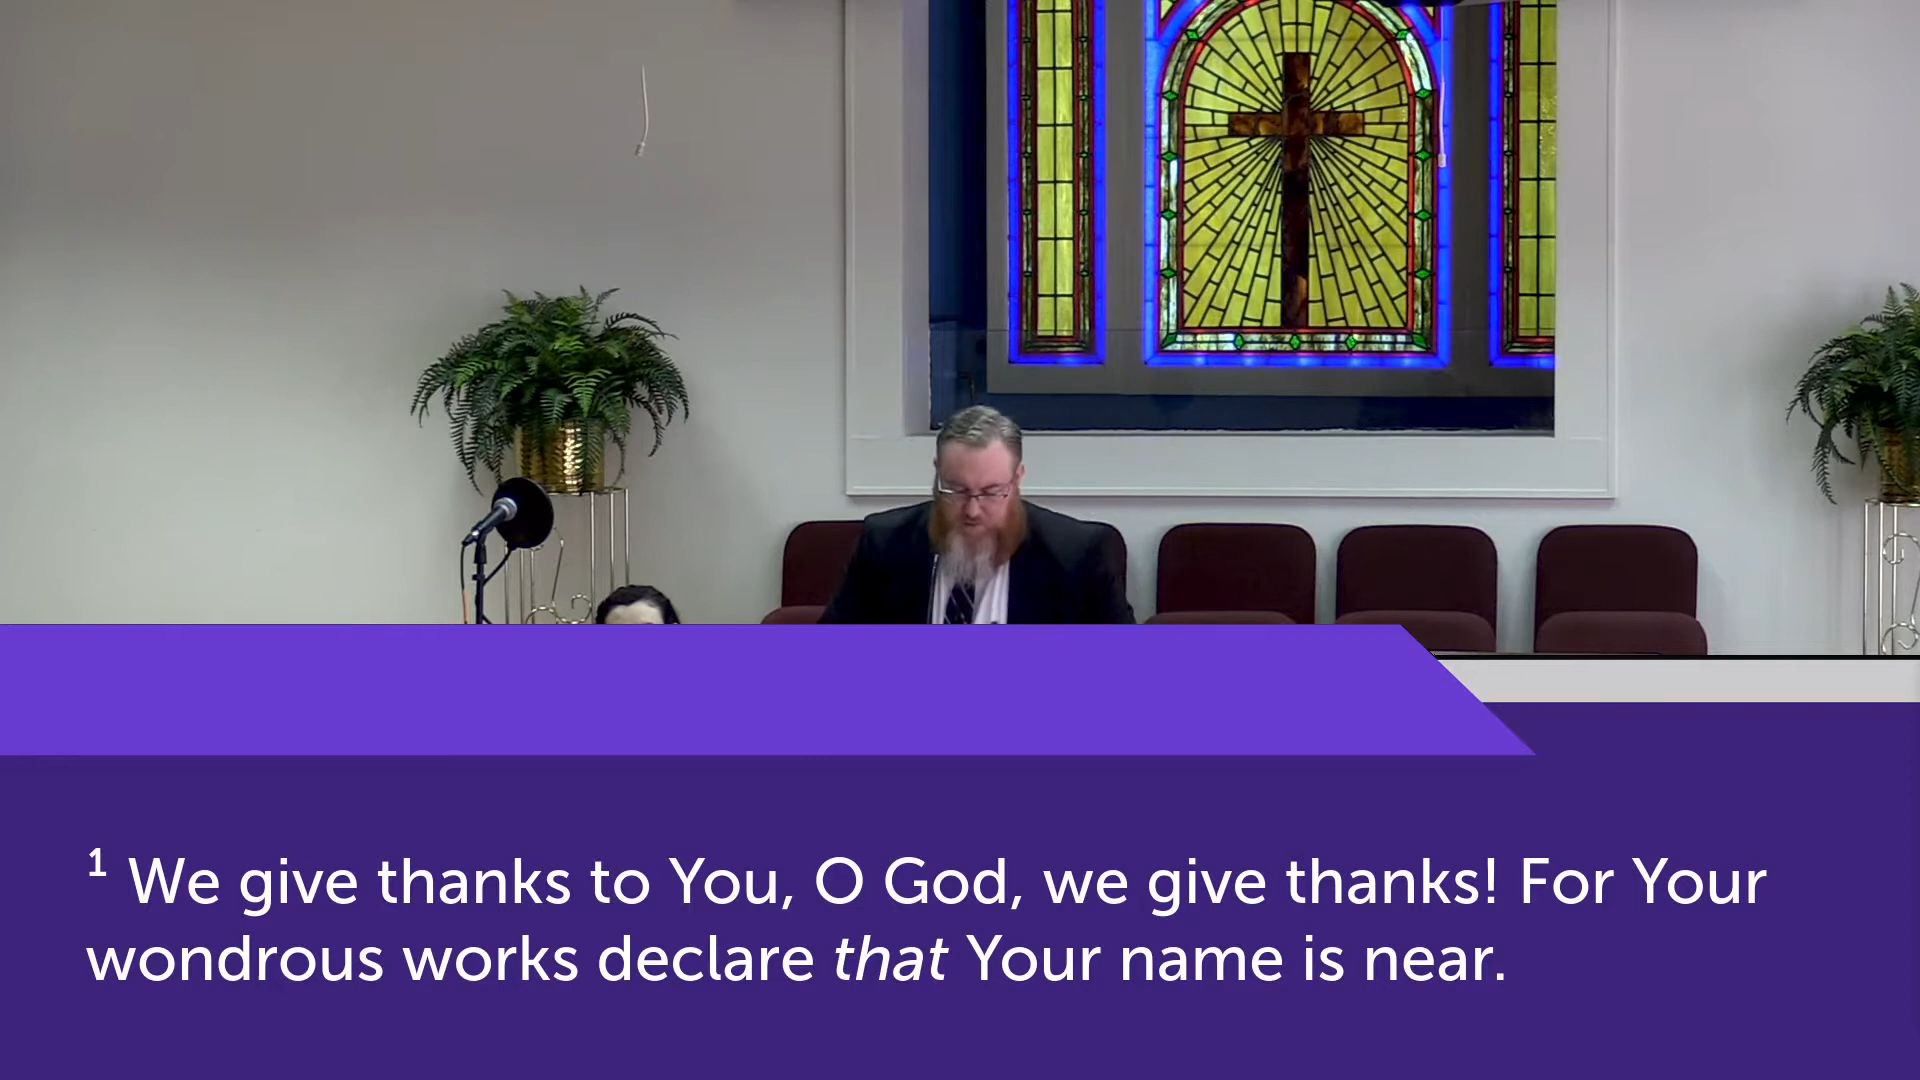 1 We give thanks to You, O God, we give thanks! For Your
wondrous works declare that Your name is near.